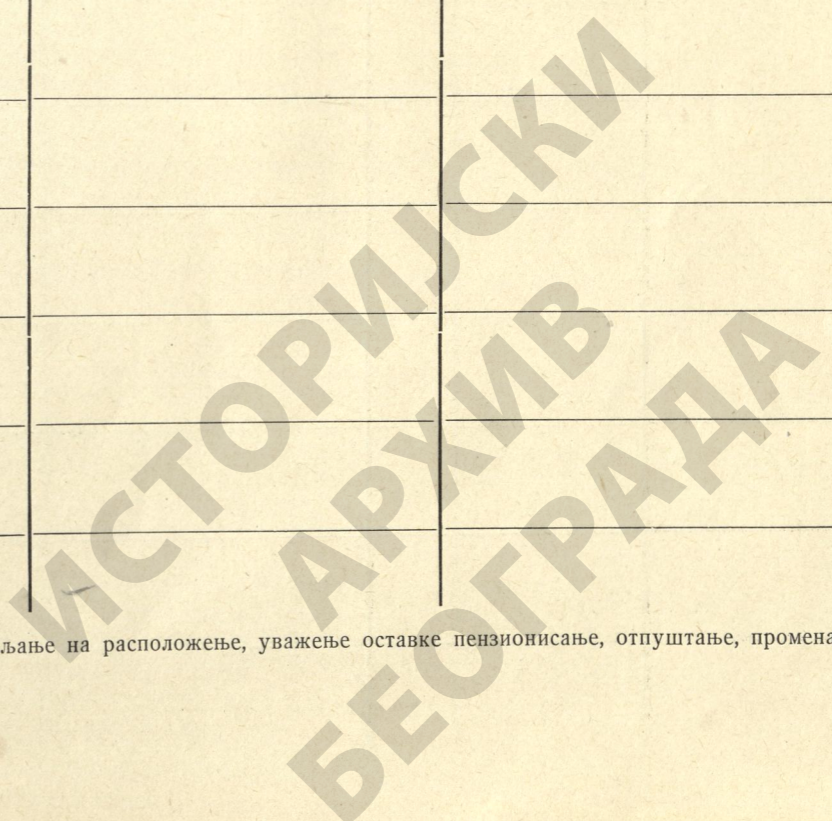 ИСТОРИЈСКИ
АРХИВ
БЕОГРАДА
љање на расположење, уважење оставке пензионисање, отпуштање, промена